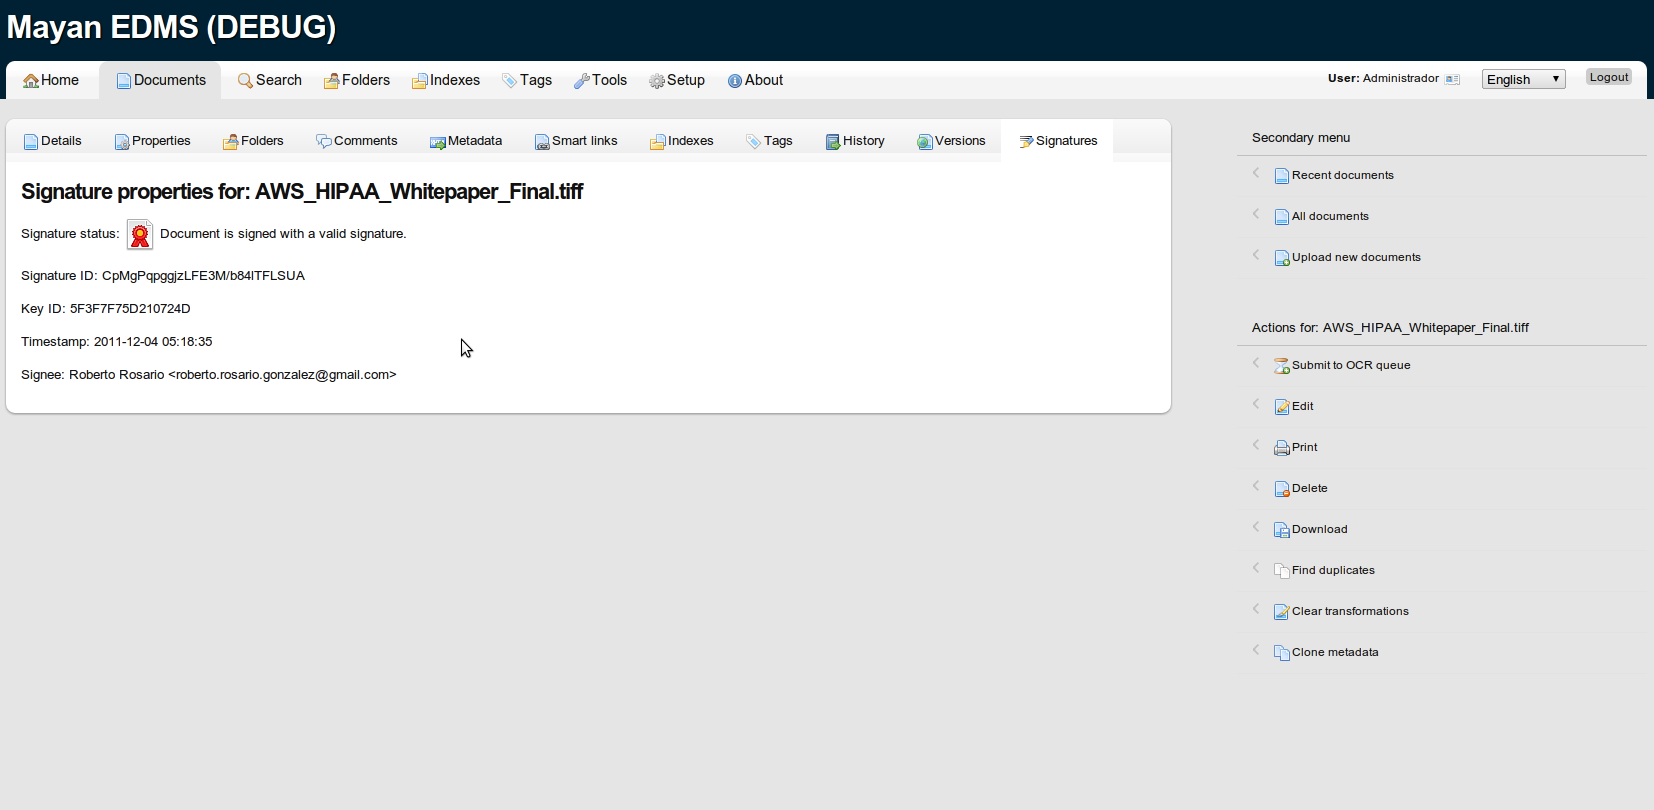 Mayan EDMS (DEBUG)
Home Documents Search Folders Indexes Tags Tools Setup About User: Administrador English Logout
Details Properties Folders Comments Metadata Smart links Indexes Tags History Versions Signatures
Signature properties for: AWS_HIPAA_Whitepaper_Final.tiff
Signature status: Document is signed with a valid signature.
Signature ID: CpMgPqpggjzLFE3M/b84lTFLSUA
Key ID: 5F3F7F75D210724D
Timestamp: 2011-12-04 05:18:35
Signee: Roberto Rosario <roberto.rosario.gonzalez@gmail.com>
Secondary menu
Recent documents
All documents
Upload new documents
Actions for: AWS_HIPAA_Whitepaper_Final.tiff
Submit to OCR queue
Edit
Print
Delete
Download
Find duplicates
Clear transformations
Clone metadata